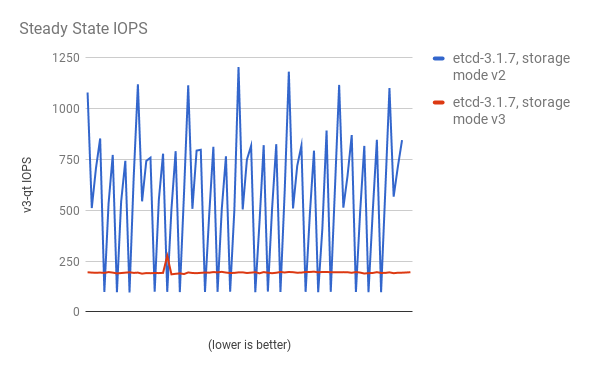 Steady State IOPS
1250
1000
750
500
250
0
v3-qt IOPS
(lower is better)
etcd-3.1.7, storage
mode v2
etcd-3.1.7, storage
mode v3